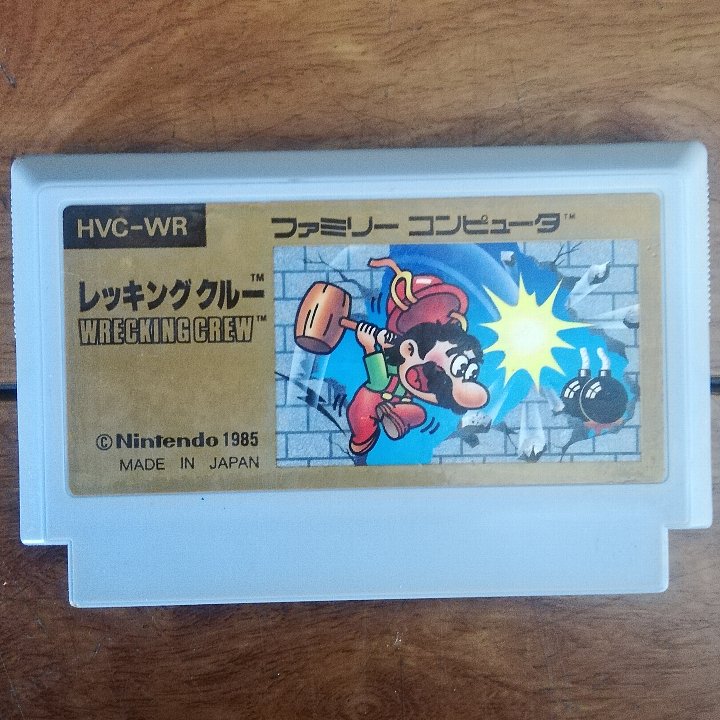 HVC-WR
ファミリー コンピュータ™
レッキングクルー™
WRECKING CREW™
©Nintendo 1985
MADE IN JAPAN